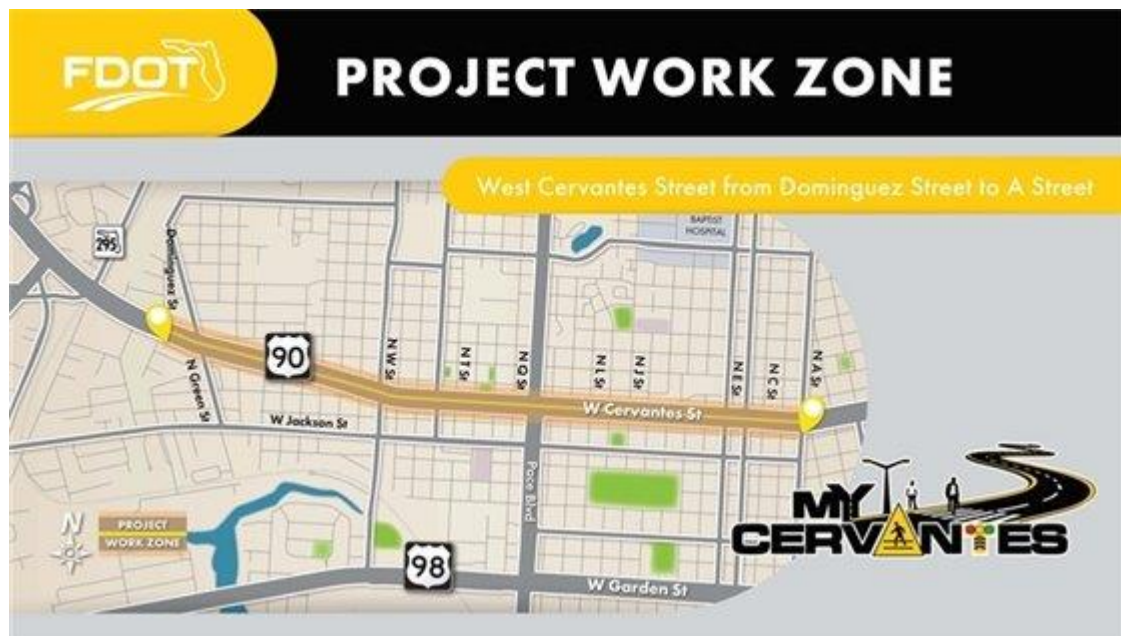 FDOT
PROJECT WORK ZONE
West Cervantes Street from Dominguez Street to A Street
BAPTIST
HOSPITAL
295
Dominguez St
90
N W St
N T St
N Q St
N L St
N J St
N E St
N C St
N A St
N Green St
W Cervantes St
W Jackson St
Pace Blvd
N
PROJECT
WORK ZONE
98
W Garden St
MY
CERVANTES